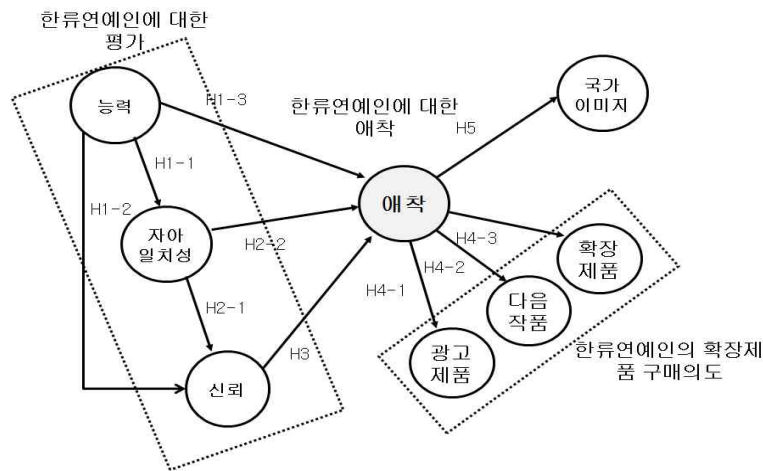 한류연예인에 대한
평가
능력
H1-3
한류연예인에 대한
애착
H5
국가
이미지
H1-1
H1-2
자아
일치성
H2-2
애착
H4-3
확장
제품
H2-1
H4-1
H4-2
다음
작품
신뢰
H3
광고
제품
한류연예인의 확장제
품 구매의도